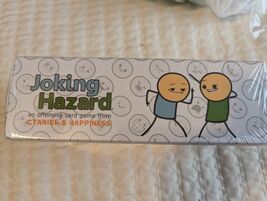 Joking
Hazard
an offensive card game from
CYANIDE & HAPPINESS